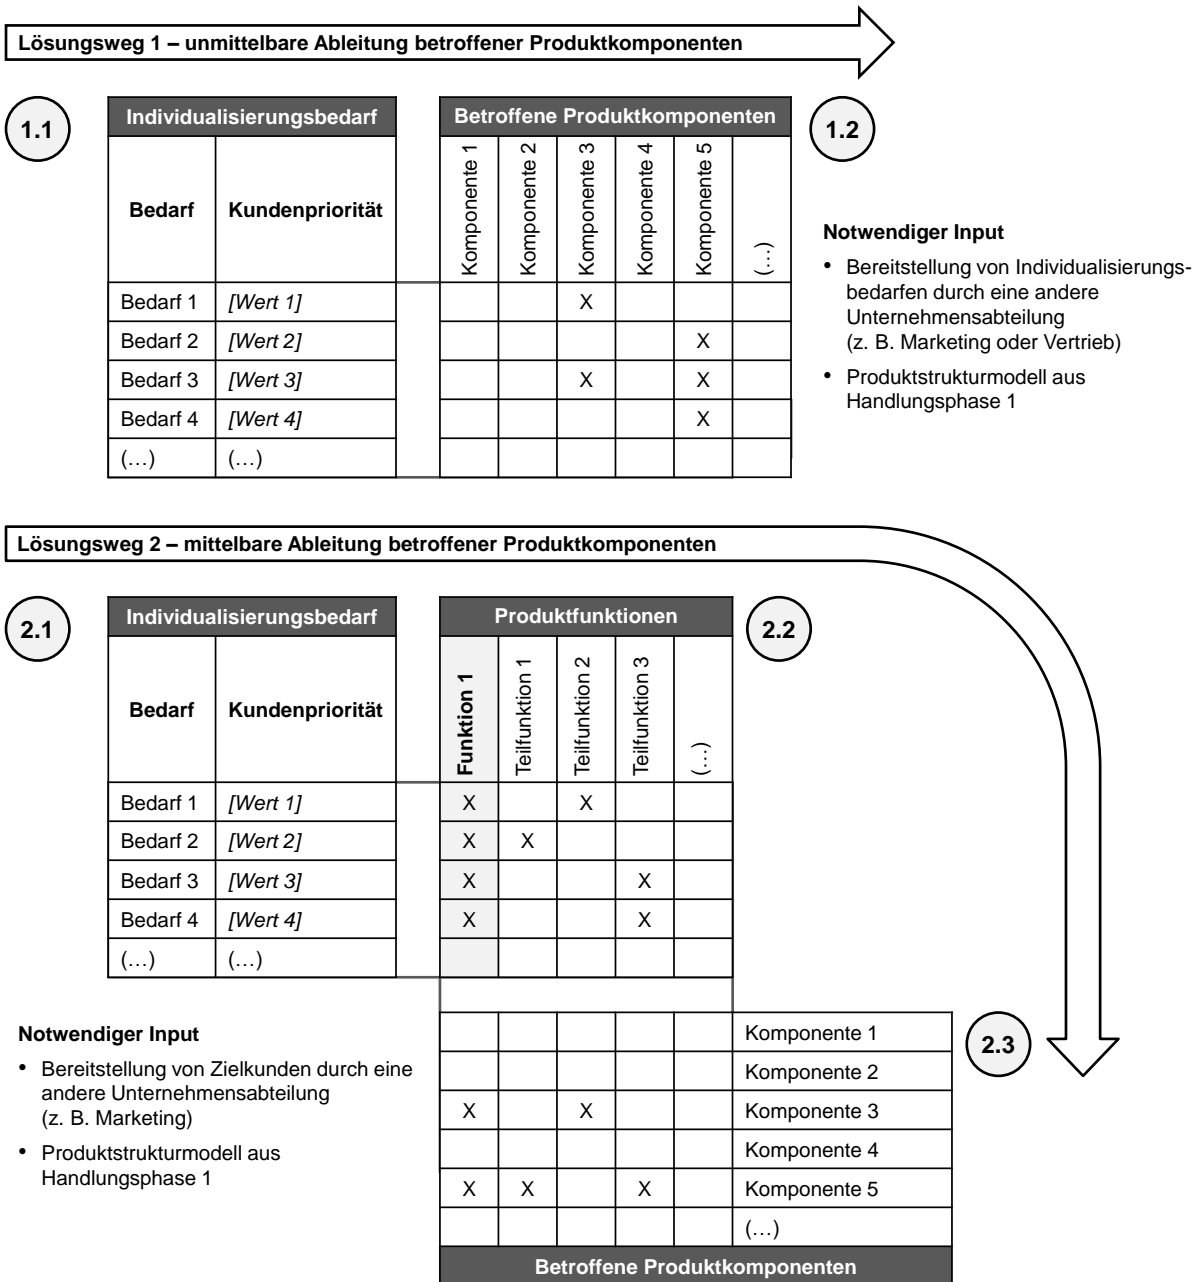 Lösungsweg 1 – unmittelbare Ableitung betroffener Produktkomponenten
1.1
Individualisierungsbedarf
Betroffene Produktkomponenten
1.2
Bedarf
Kundenpriorität
Komponente 1
Komponente 2
Komponente 3
Komponente 4
Komponente 5
(…)
Bedarf 1 [Wert 1] X
Bedarf 2 [Wert 2] X
Bedarf 3 [Wert 3] X X
Bedarf 4 [Wert 4] X
(…) (…)
Notwendiger Input
• Bereitstellung von Individualisierungs-
bedarfen durch eine andere
Unternehmensabteilung
(z. B. Marketing oder Vertrieb)
• Produktstrukturmodell aus
Handlungsphase 1
Lösungsweg 2 – mittelbare Ableitung betroffener Produktkomponenten
2.1
Individualisierungsbedarf
Produktfunktionen
2.2
Bedarf
Kundenpriorität
Funktion 1
Teilfunktion 1
Teilfunktion 2
Teilfunktion 3
(…)
Bedarf 1 [Wert 1] X X
Bedarf 2 [Wert 2] X X
Bedarf 3 [Wert 3] X X
Bedarf 4 [Wert 4] X X
(…) (…)
Notwendiger Input
• Bereitstellung von Zielkunden durch eine
andere Unternehmensabteilung
(z. B. Marketing)
• Produktstrukturmodell aus
Handlungsphase 1
Komponente 1
2.3
Komponente 2
X X Komponente 3
Komponente 4
X X X Komponente 5
(…)
Betroffene Produktkomponenten